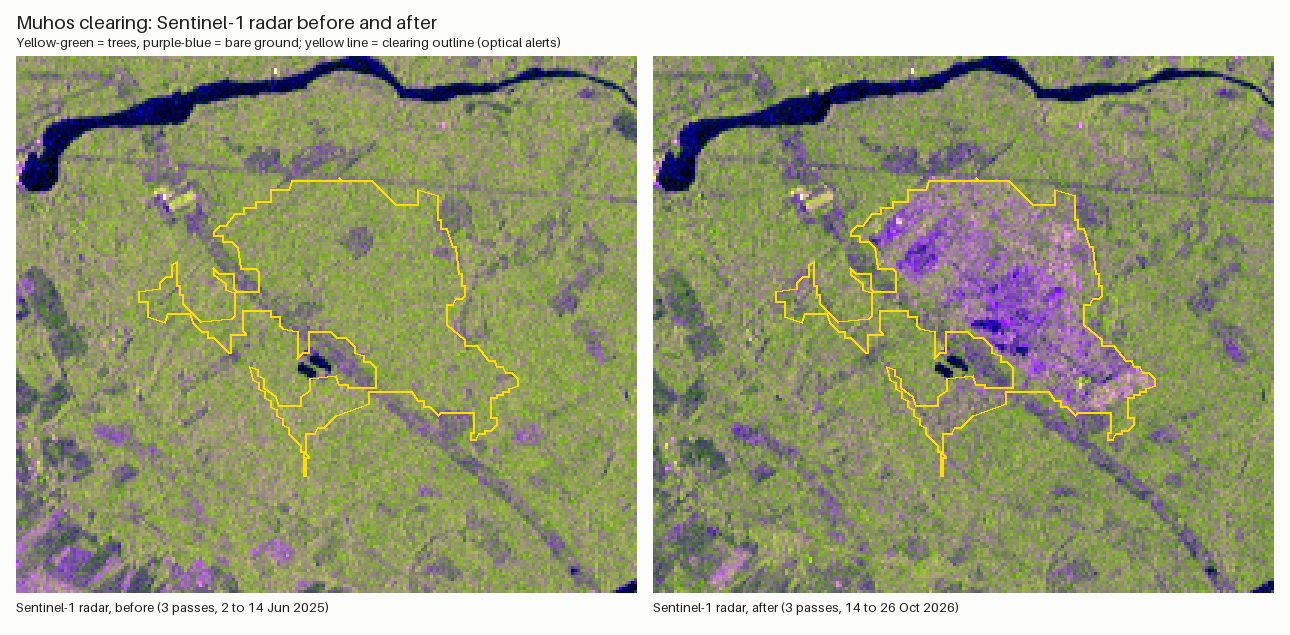 Muhos clearing: Sentinel-1 radar before and after
Yellow-green = trees, purple-blue = bare ground; yellow line = clearing outline (optical alerts)
Sentinel-1 radar, before (3 passes, 2 to 14 Jun 2025)
Sentinel-1 radar, after (3 passes, 14 to 26 Oct 2026)